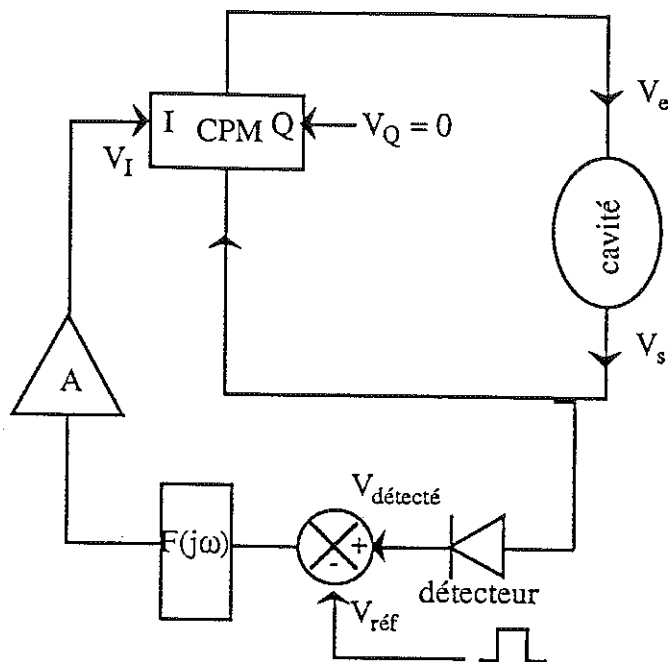 V_e
I CPM Q
V_Q = 0
V_I
cavité
V_s
A
V_détecté
F(jω)
+
-
détecteur
V_réf